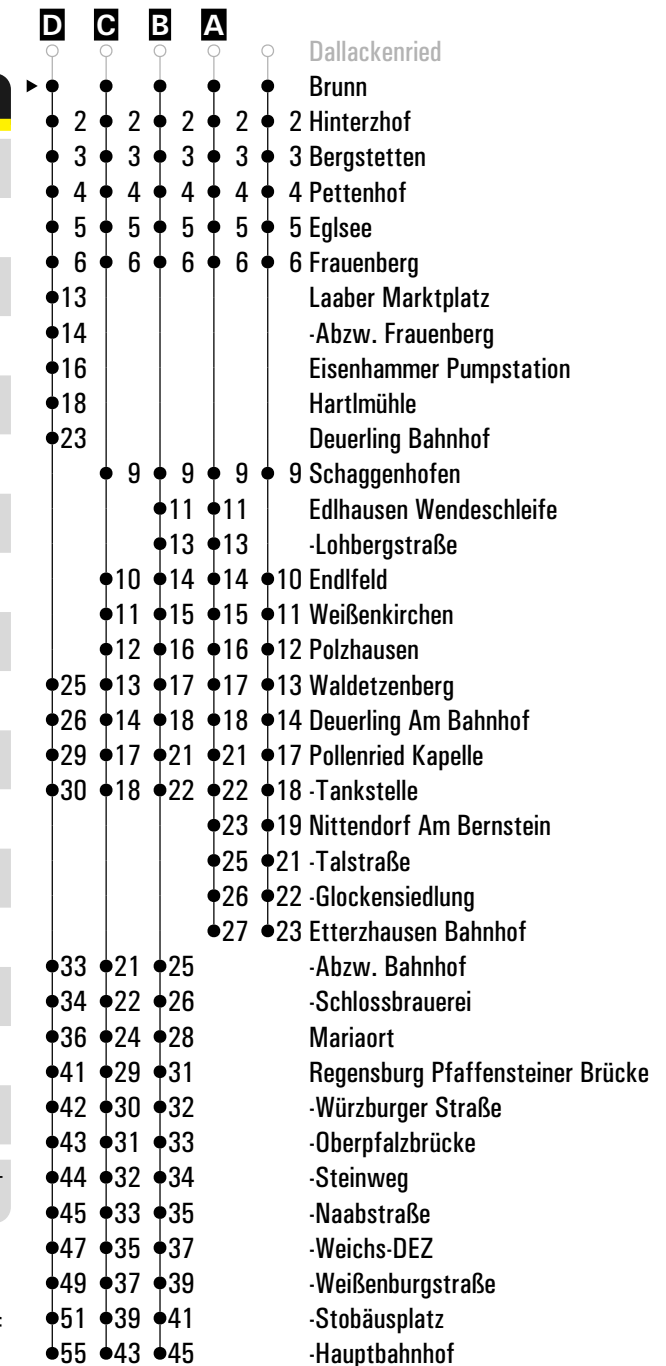 D C B A
Dallackenried
Brunn
2 2 2 2 2 Hinterzhof
3 3 3 3 3 Bergstetten
4 4 4 4 4 Pettenhof
5 5 5 5 5 Eglsee
6 6 6 6 6 Frauenberg
13 Laaber Marktplatz
14 -Abzw. Frauenberg
16 Eisenhammer Pumpstation
18 Hartlmühle
23 Deuerling Bahnhof
9 9 9 9 Schaggenhofen
11 11 Edlhausen Wendeschleife
13 13 -Lohbergstraße
10 14 14 10 Endlfeld
11 15 15 11 Weißenkirchen
12 16 16 12 Polzhausen
25 13 17 17 13 Waldetzenberg
26 14 18 18 14 Deuerling Am Bahnhof
29 17 21 21 17 Pollenried Kapelle
30 18 22 22 18 -Tankstelle
23 19 Nittendorf Am Bernstein
25 21 -Talstraße
26 22 -Glockensiedlung
27 23 Etterzhausen Bahnhof
33 21 25 -Abzw. Bahnhof
34 22 26 -Schlossbrauerei
36 24 28 Mariaort
41 29 31 Regensburg Pfaffensteiner Brücke
42 30 32 -Würzburger Straße
43 31 33 -Oberpfalzbrücke
44 32 34 -Steinweg
45 33 35 -Naabstraße
47 35 37 -Weichs-DEZ
49 37 39 -Weißenburgstraße
51 39 41 -Stobäusplatz
55 43 45 -Hauptbahnhof